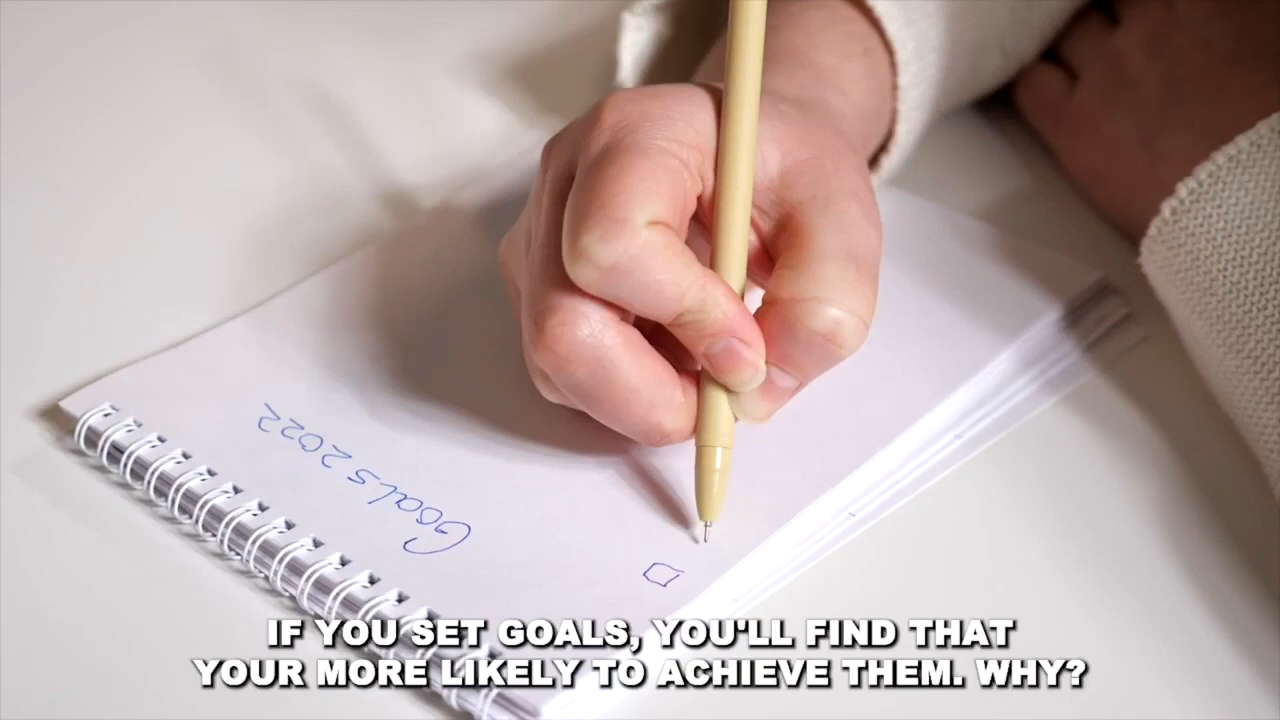 Goals 2022
IF YOU SET GOALS, YOU'LL FIND THAT
YOUR MORE LIKELY TO ACHIEVE THEM. WHY?